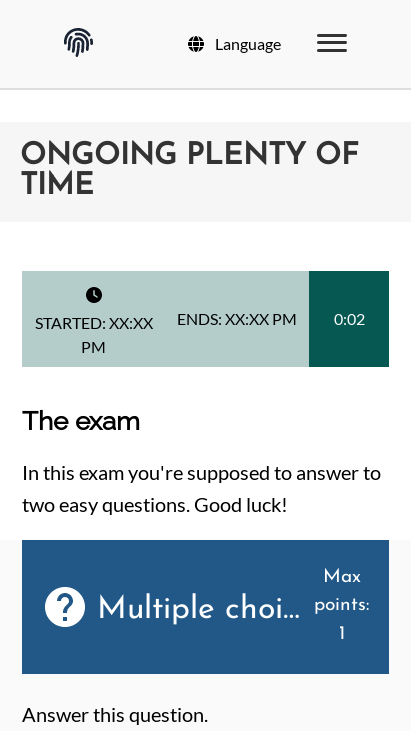 Language
ONGOING PLENTY OF
TIME
STARTED: XX:XX
PM
ENDS: XX:XX PM
0:02
The exam
In this exam you're supposed to answer to
two easy questions. Good luck!
Multiple choi...
Max
points:
1
Answer this question.